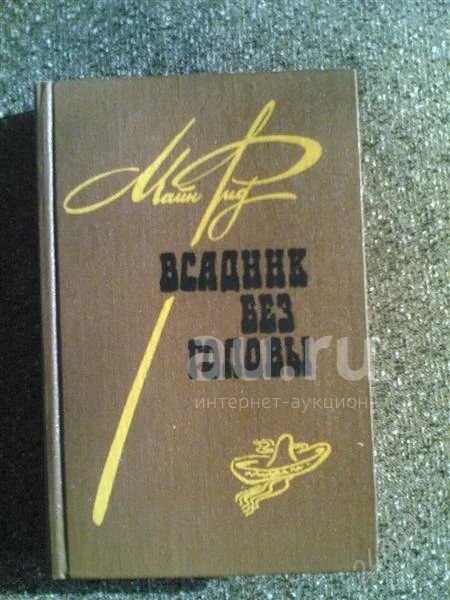 Майн Рид
ВСАДНИК
БЕЗ
ГОЛОВЫ
au.ru
интернет-аукцион